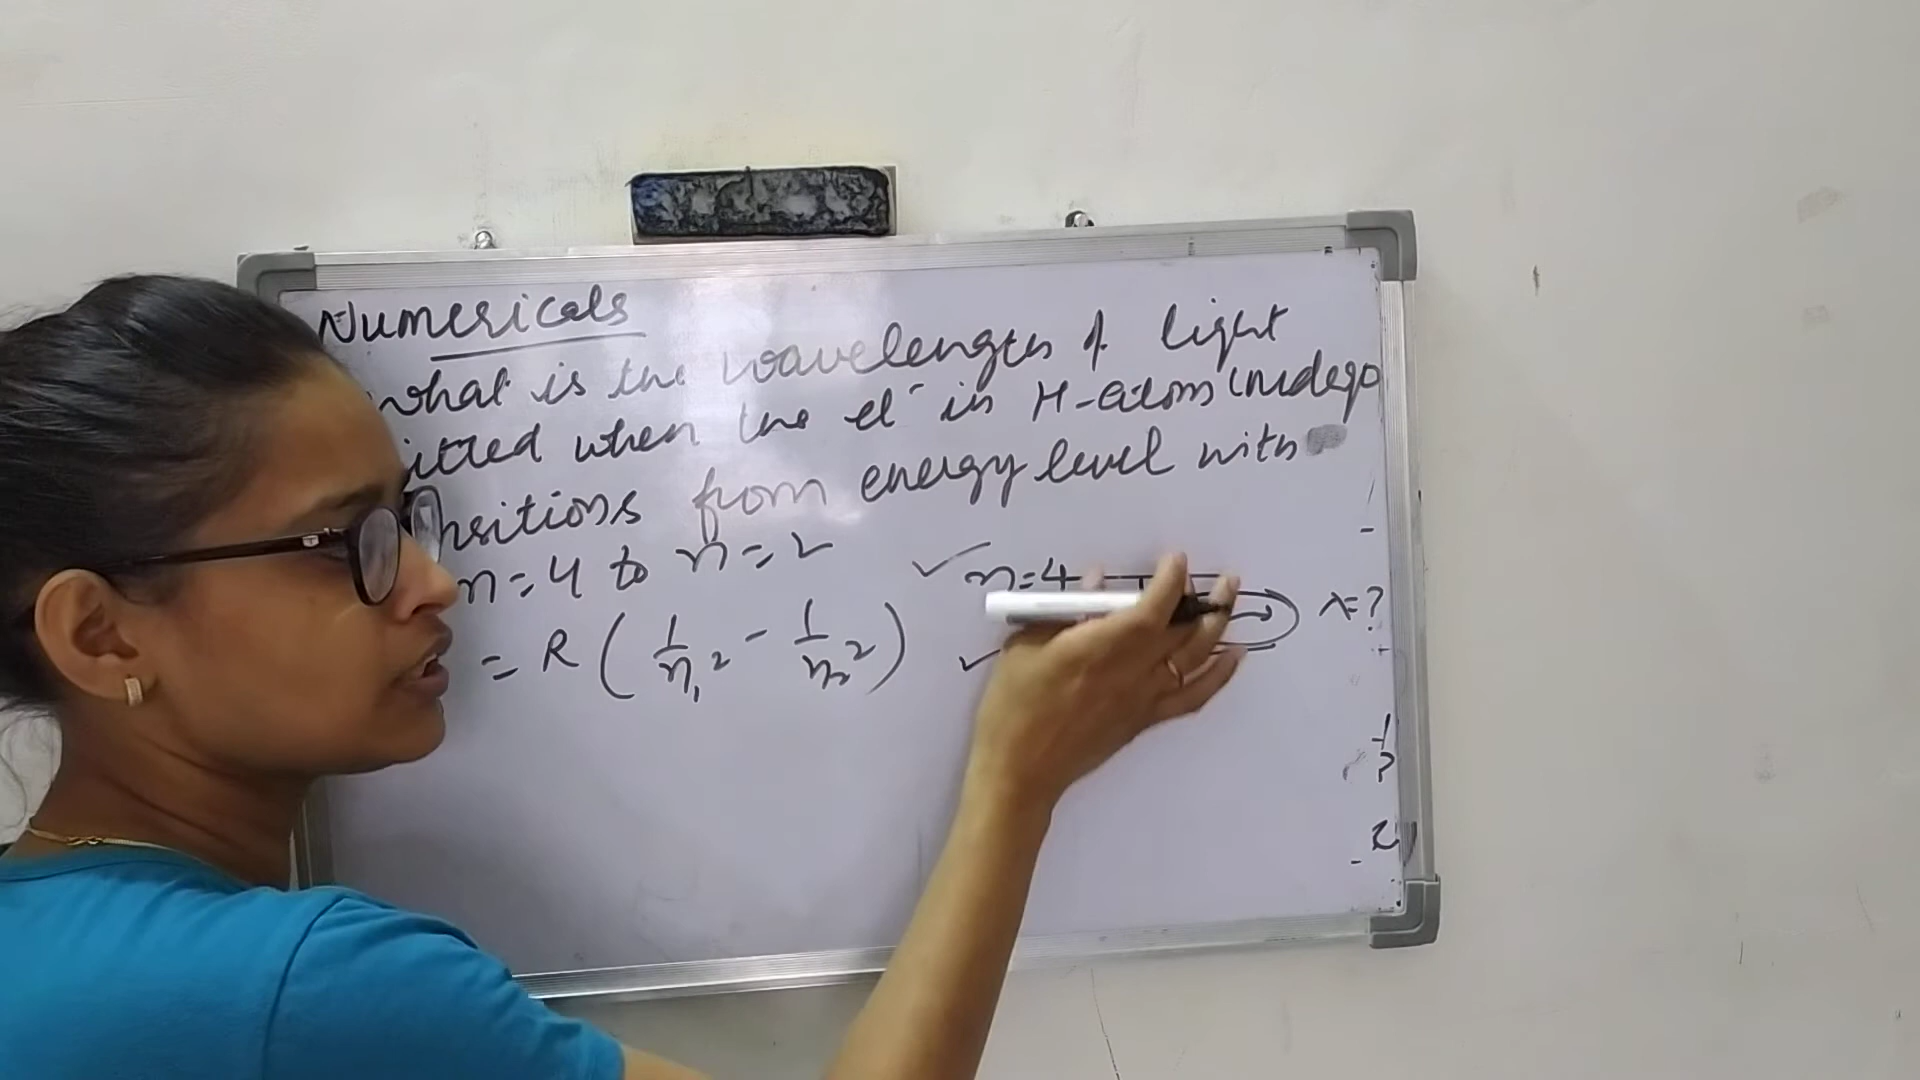 Numericals
what is the wavelength of light
itted when the el⁻ in H-atom undego
nsitions from energy level with
n=4 to n=2
= R (1/n₁² - 1/n₂²)
✓ n=4
λ=?
✓